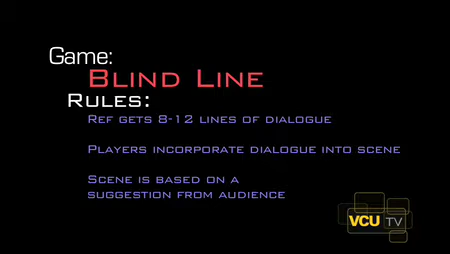 Game:
Blind Line
Rules:
Ref gets 8-12 lines of dialogue
Players incorporate dialogue into scene
Scene is based on a
suggestion from audience
VCU TV